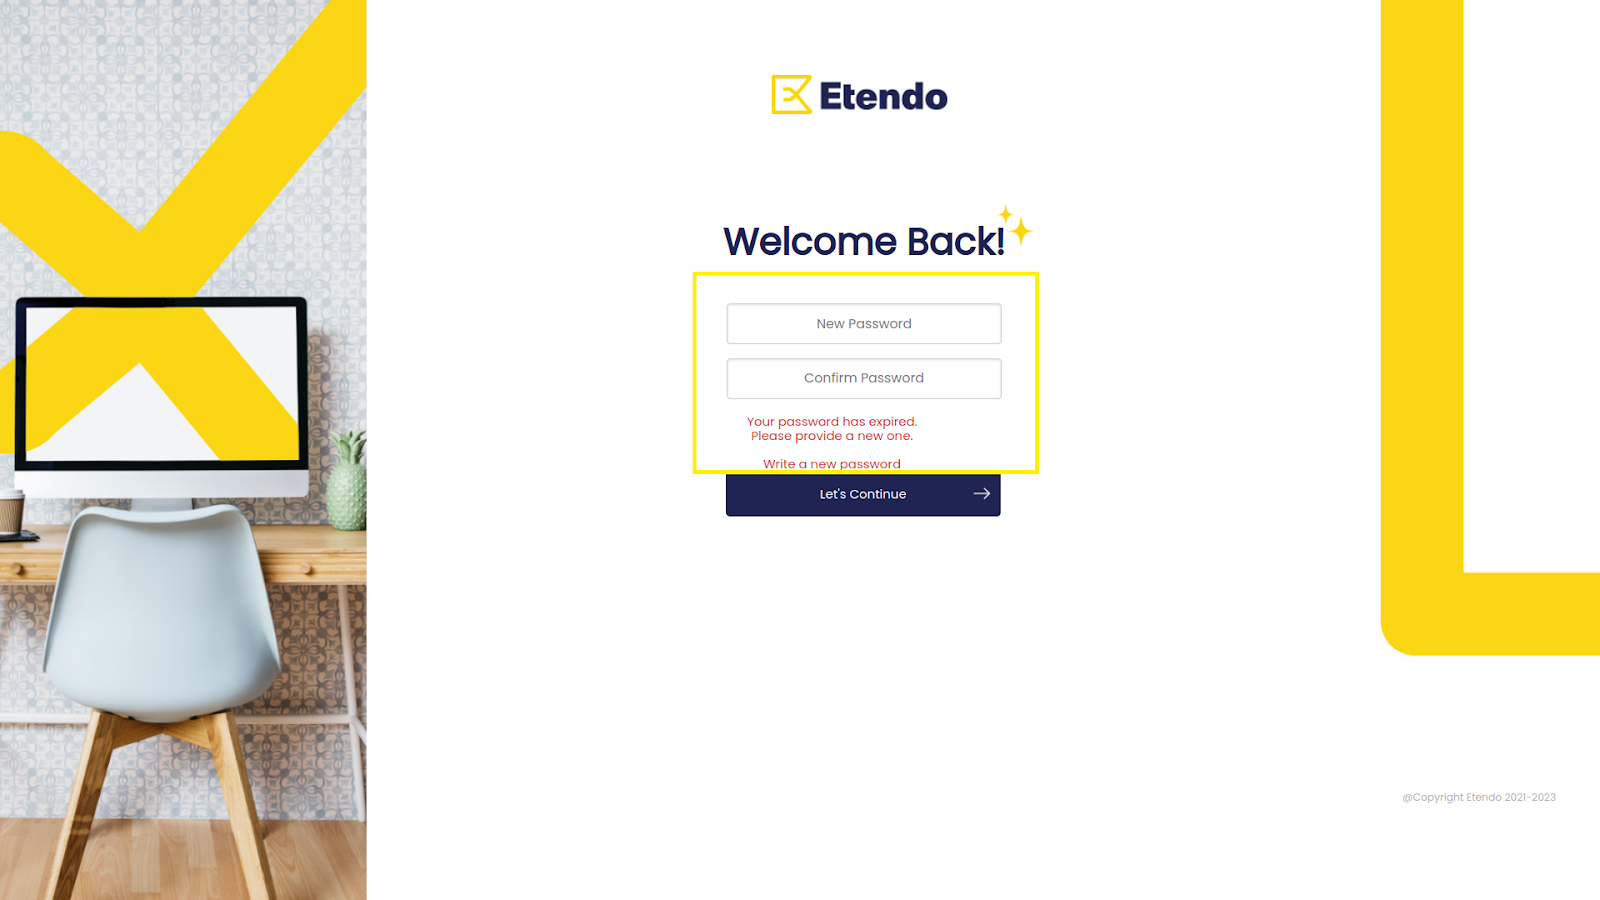 Etendo
Welcome Back!
New Password
Confirm Password
Your password has expired.
Please provide a new one.
Write a new password
Let's Continue
@Copyright Etendo 2021-2023